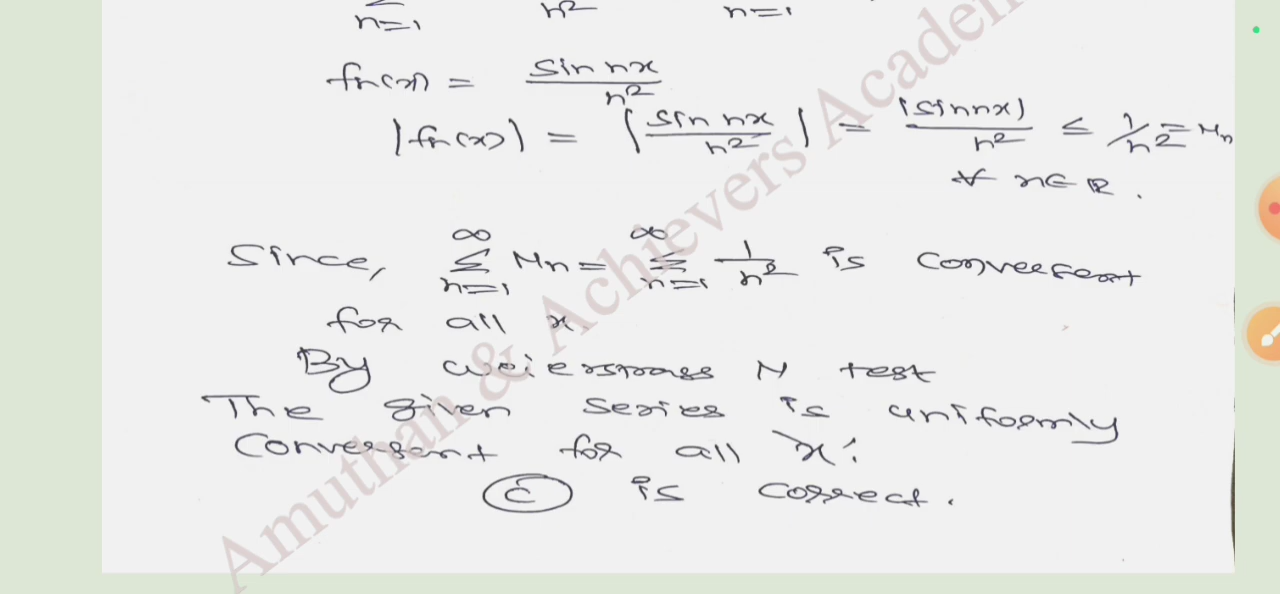 n=1 n² n=1
fn(x) = sin nx / n²
|fn(x)| = |sin nx / n²| = |sin nx| / n² ≤ 1/n² = Mn
∀ x ∈ ℝ.
Since, ∞ Σ n=1 Mn = ∞ Σ n=1 1/n² is convergent
for all x
By weierstrass M test
The given series is uniformly
Convergent for all x.
(C) is correct.
Amuthan & Achievers Academ